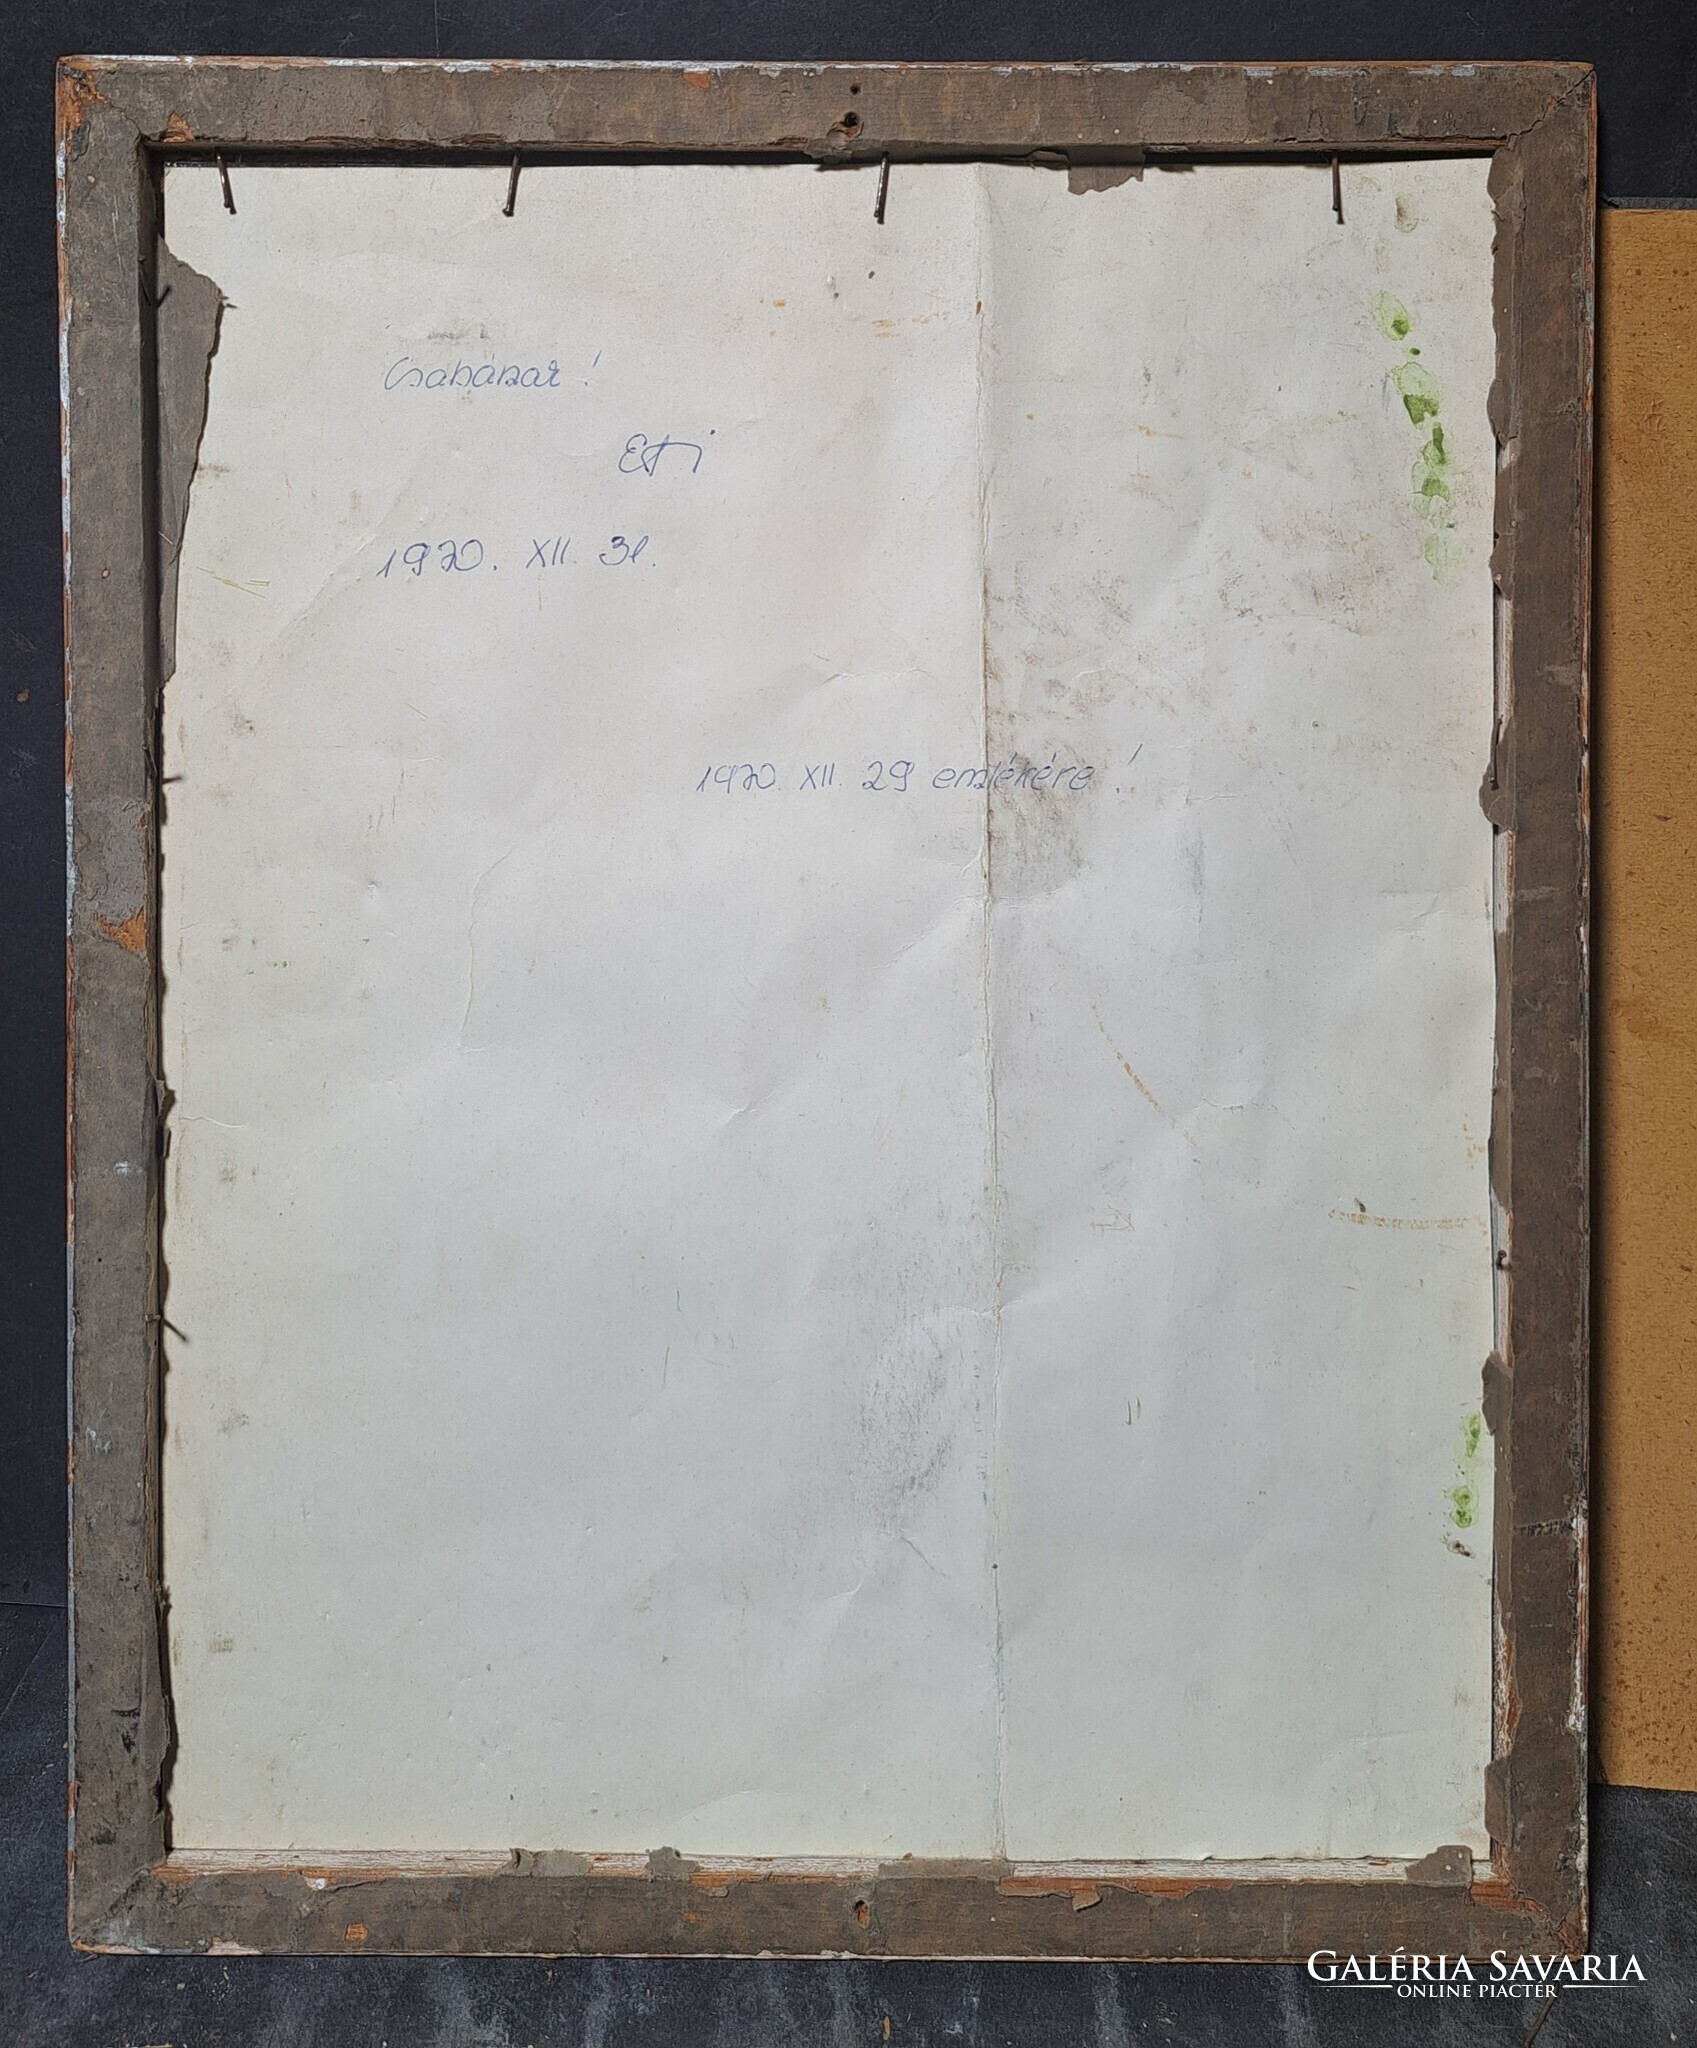 Csabának!
Eti
1970. XII. 31.
1970. XII. 29 emlékére!
GALÉRIA SAVARIA
ONLINE PIACTÉR